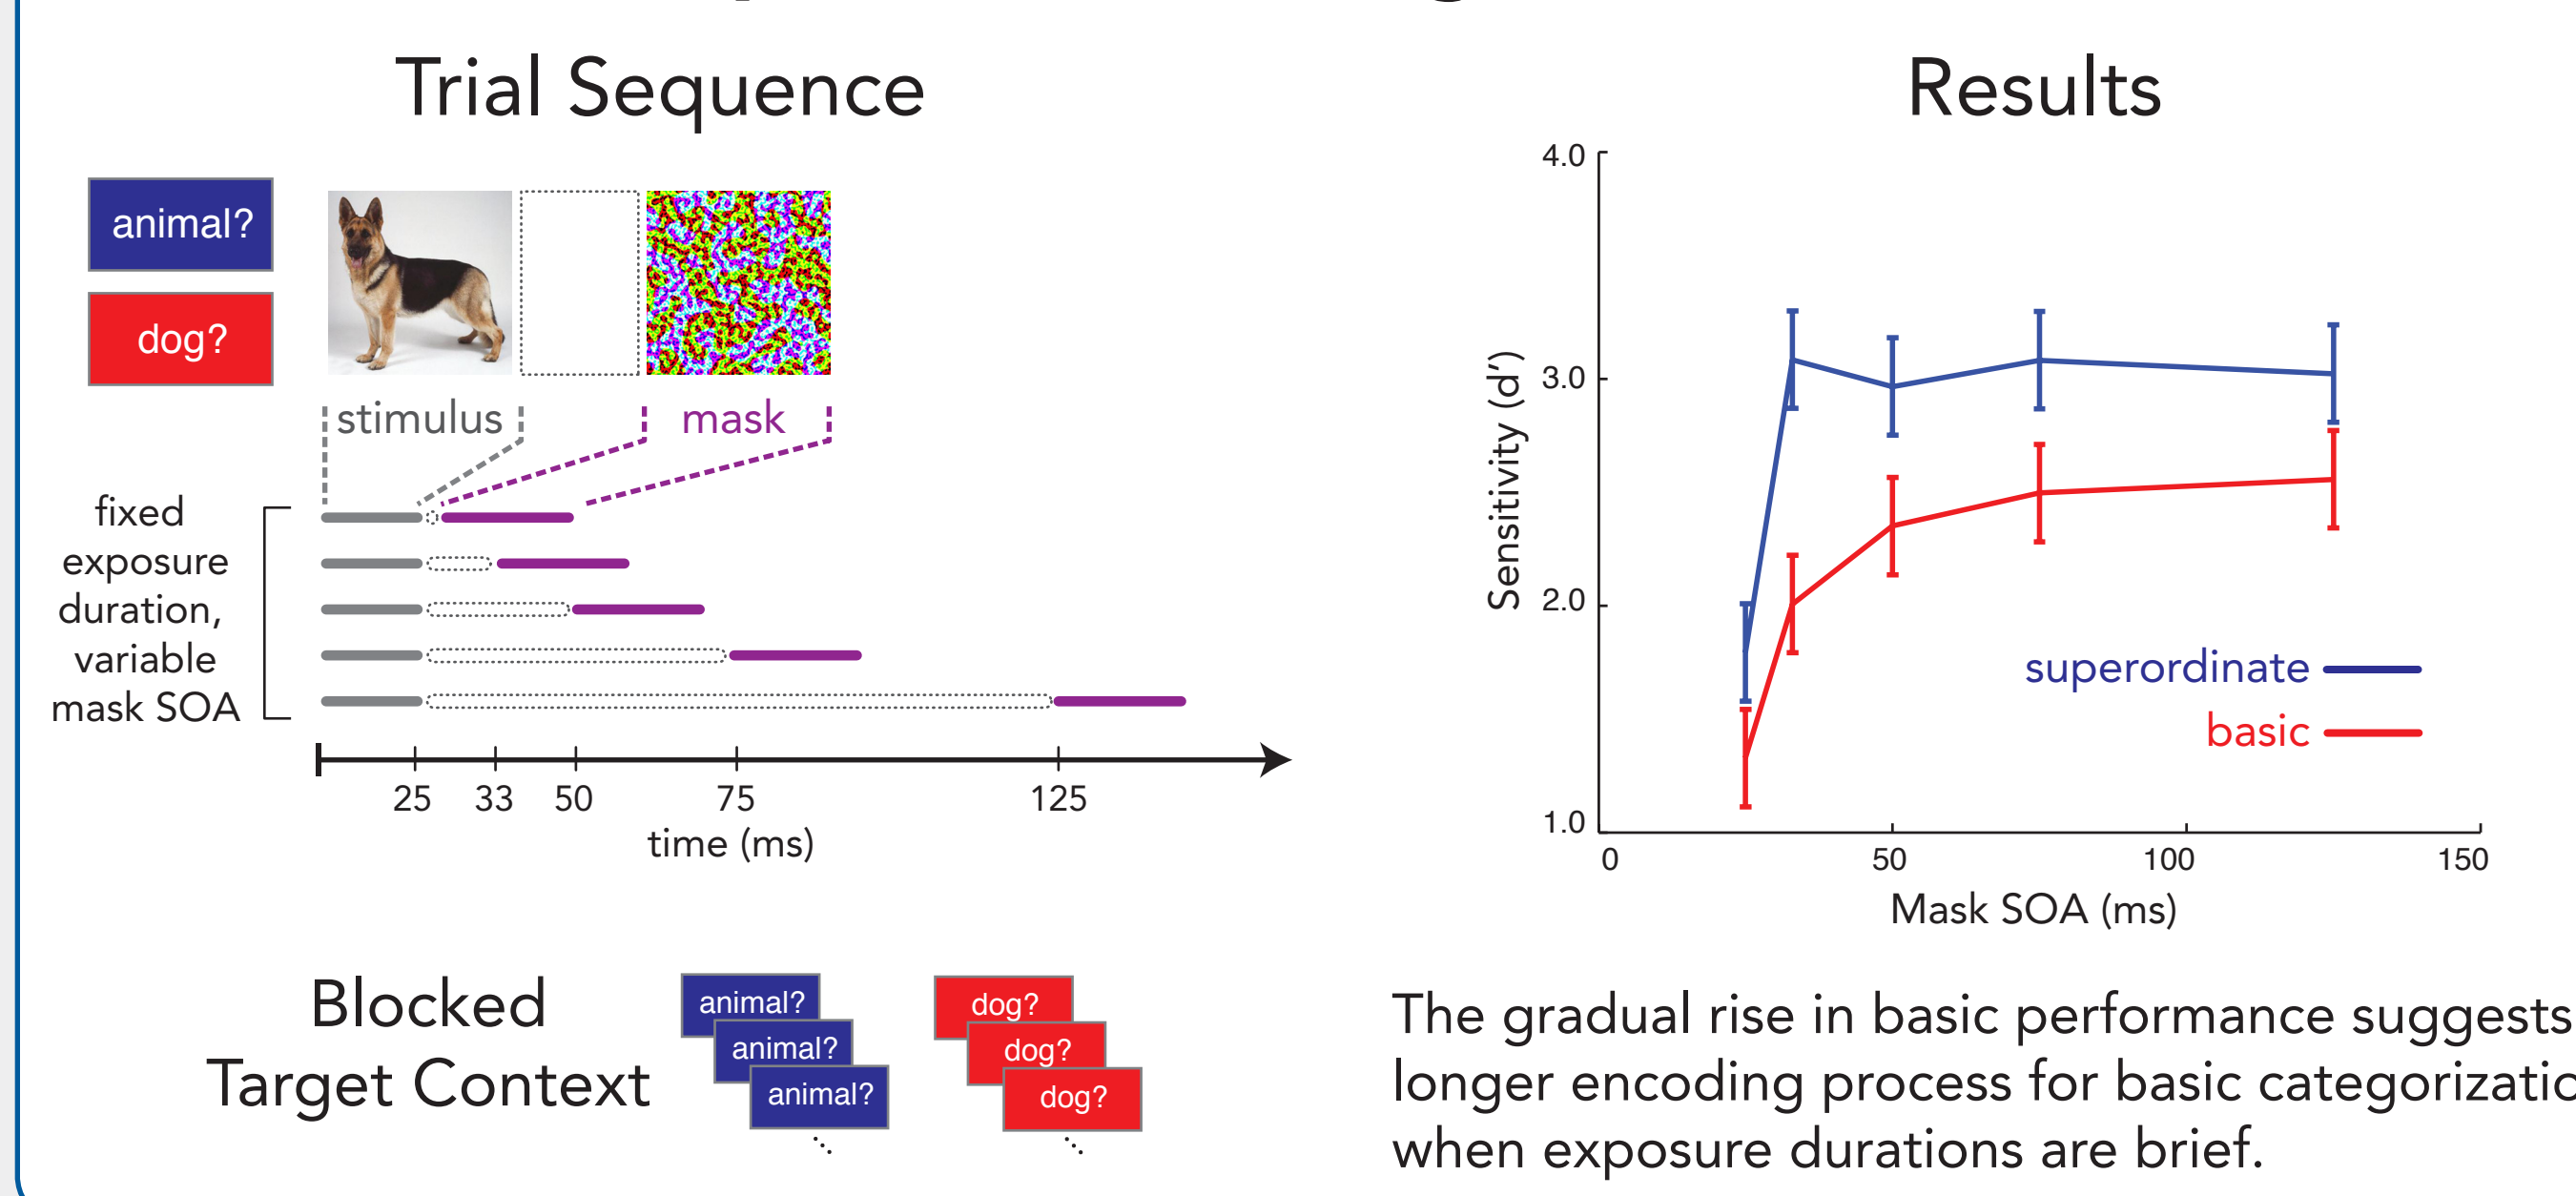 Trial Sequence
animal?
dog?
stimulus
mask
fixed
exposure
duration,
variable
mask SOA
25 33 50 75 125
time (ms)
Blocked
Target Context
animal?
animal?
animal?
dog?
dog?
dog?
Results
Sensitivity (d')
4.0
3.0
2.0
1.0
0 50 100 150
Mask SOA (ms)
superordinate
basic
The gradual rise in basic performance suggests
longer encoding process for basic categorizatio
when exposure durations are brief.